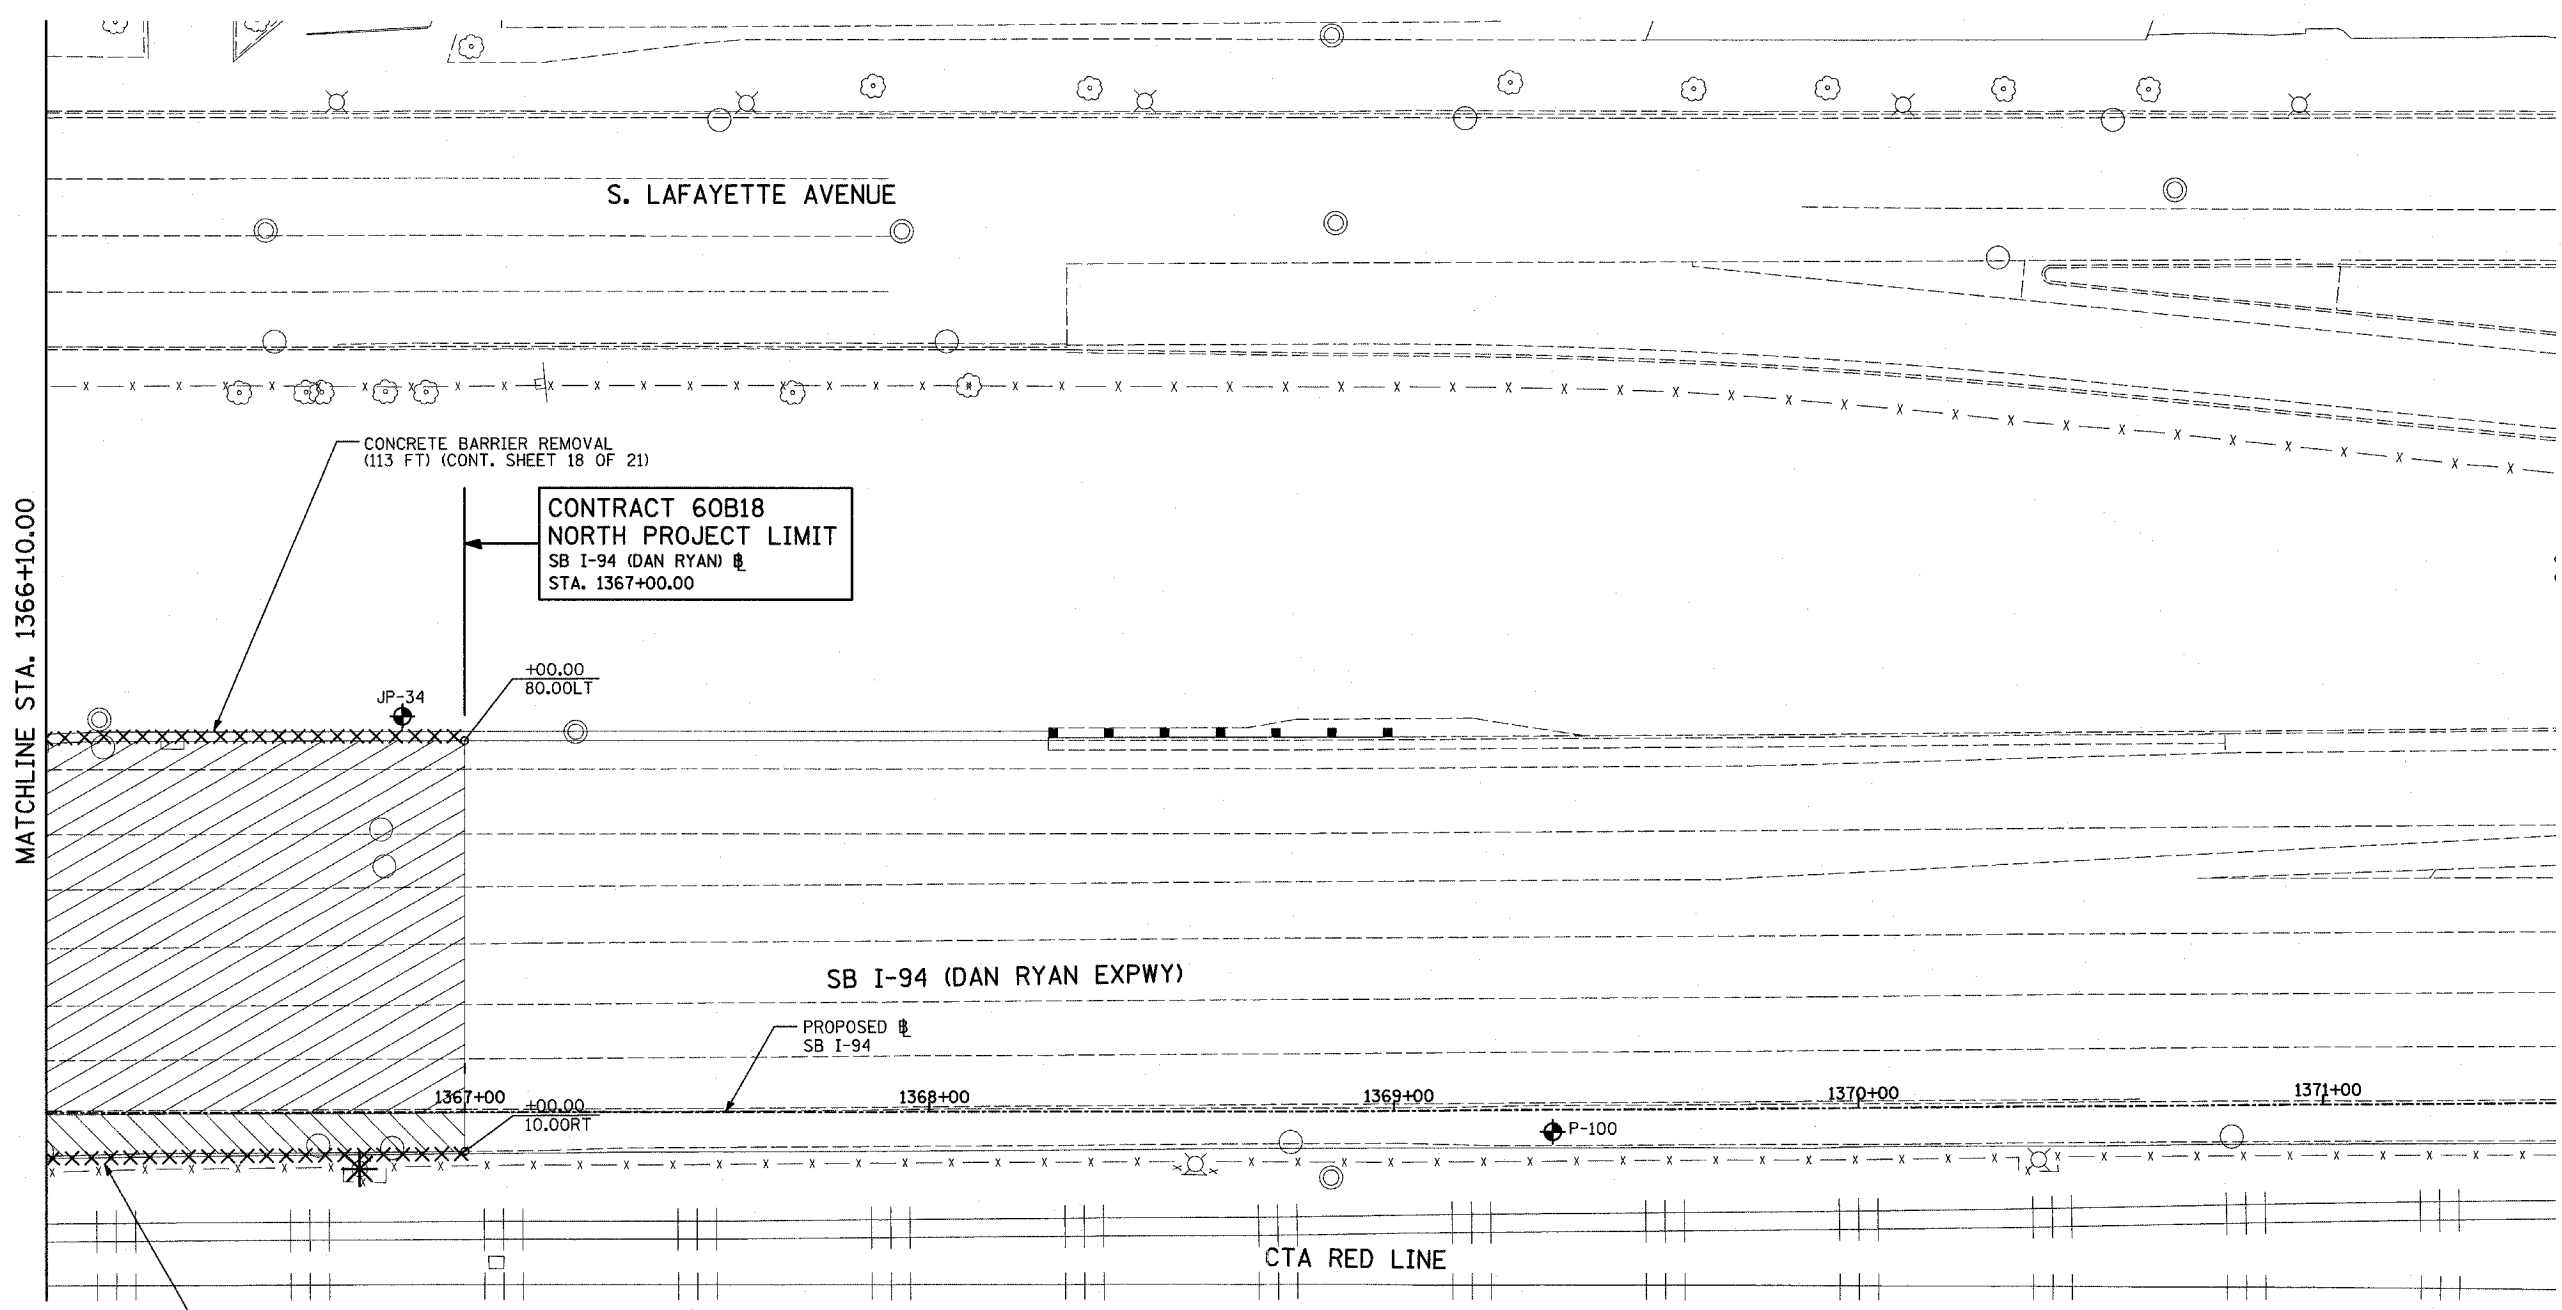 S. LAFAYETTE AVENUE
CONCRETE BARRIER REMOVAL
(113 FT) (CONT. SHEET 18 OF 21)
CONTRACT 60B18
NORTH PROJECT LIMIT
SB I-94 (DAN RYAN) ℄
STA. 1367+00.00
MATCHLINE STA. 1366+10.00
+00.00
80.00LT
JP-34
SB I-94 (DAN RYAN EXPWY)
PROPOSED
SB I-94
1367+00
1368+00
1369+00
1370+00
1371+00
+00.00
10.00RT
P-100
CTA RED LINE